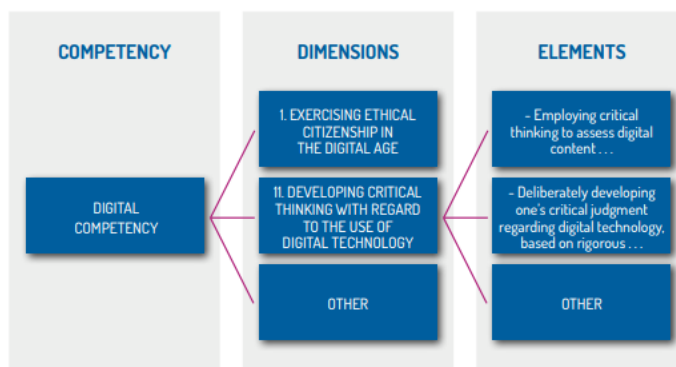 COMPETENCY
DIGITAL
COMPETENCY
DIMENSIONS
1. EXERCISING ETHICAL
CITIZENSHIP IN
THE DIGITAL AGE
11. DEVELOPING CRITICAL
THINKING WITH REGARD
TO THE USE OF
DIGITAL TECHNOLOGY
OTHER
ELEMENTS
- Employing critical
thinking to assess digital
content . . .
- Deliberately developing
one's critical judgment
regarding digital technology,
based on rigorous . . .
OTHER